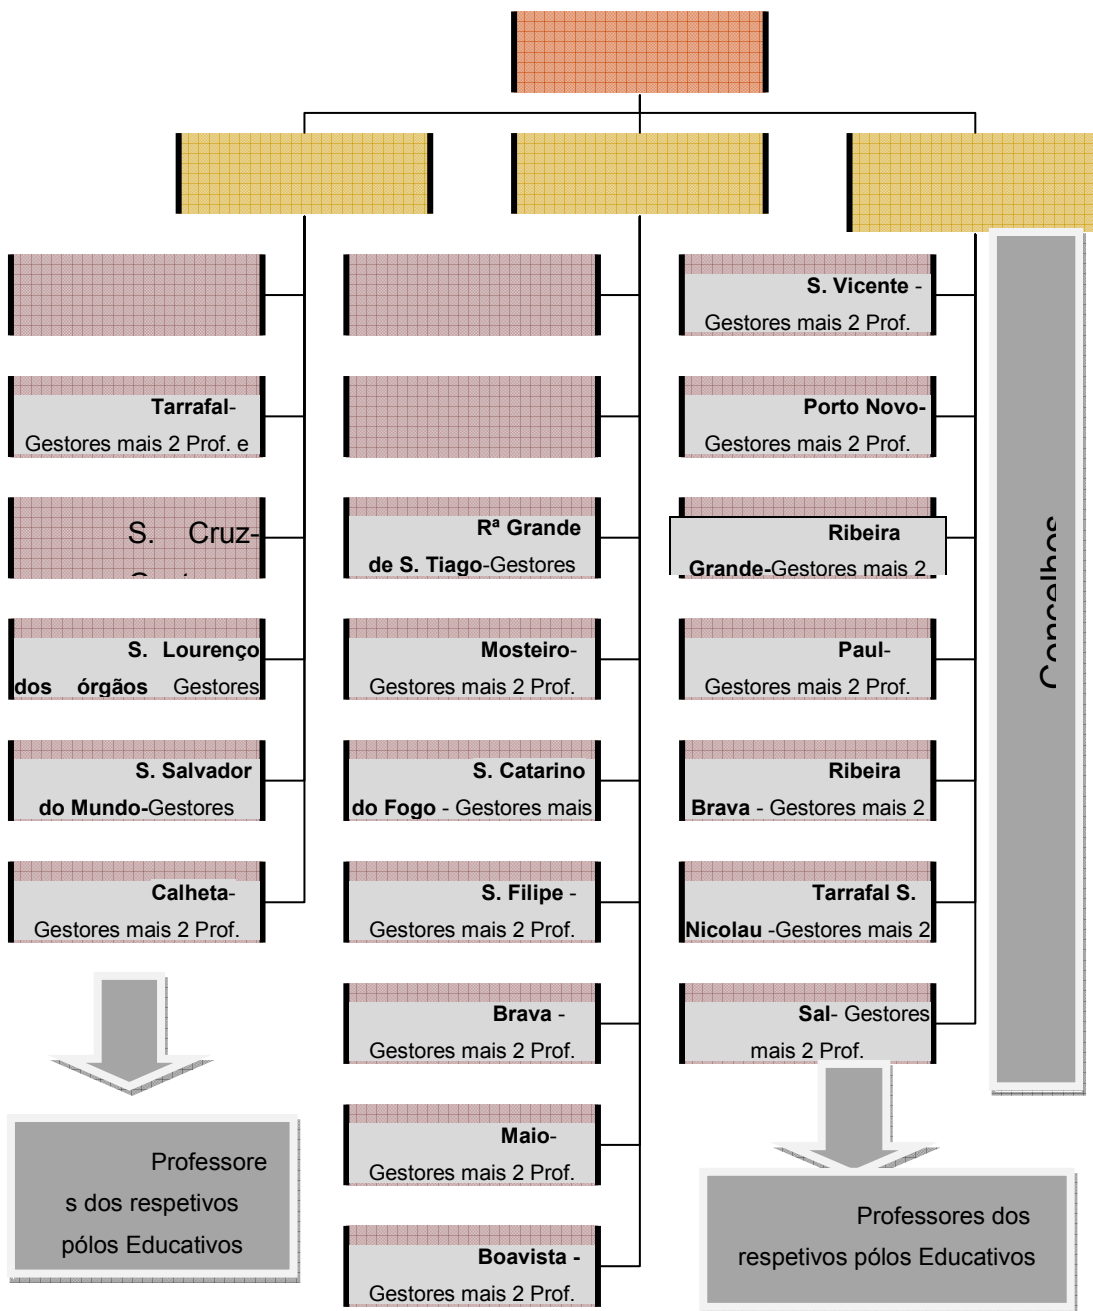 Tarrafal-
Gestores mais 2 Prof. e
S. Cruz-
S. Lourenço
dos órgãos Gestores
S. Salvador
do Mundo-Gestores
Calheta-
Gestores mais 2 Prof.
Professore
s dos respetivos
pólos Educativos
Rª Grande
de S. Tiago-Gestores
Mosteiro-
Gestores mais 2 Prof.
S. Catarino
do Fogo - Gestores mais
S. Filipe -
Gestores mais 2 Prof.
Brava -
Gestores mais 2 Prof.
Maio-
Gestores mais 2 Prof.
Boavista -
Gestores mais 2 Prof.
S. Vicente -
Gestores mais 2 Prof.
Porto Novo-
Gestores mais 2 Prof.
Ribeira
Grande-Gestores mais 2
Paul-
Gestores mais 2 Prof.
Ribeira
Brava - Gestores mais 2
Tarrafal S.
Nicolau -Gestores mais 2
Sal- Gestores
mais 2 Prof.
Professores dos
respetivos pólos Educativos
Concelhos